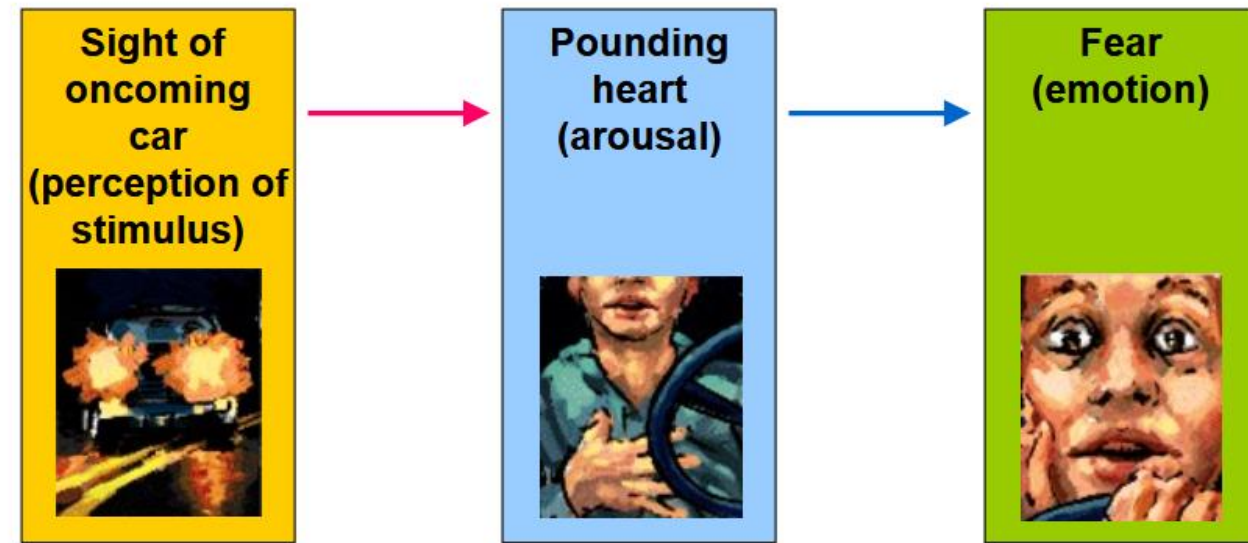 Sight of
oncoming
car
(perception of
stimulus)
Pounding
heart
(arousal)
Fear
(emotion)